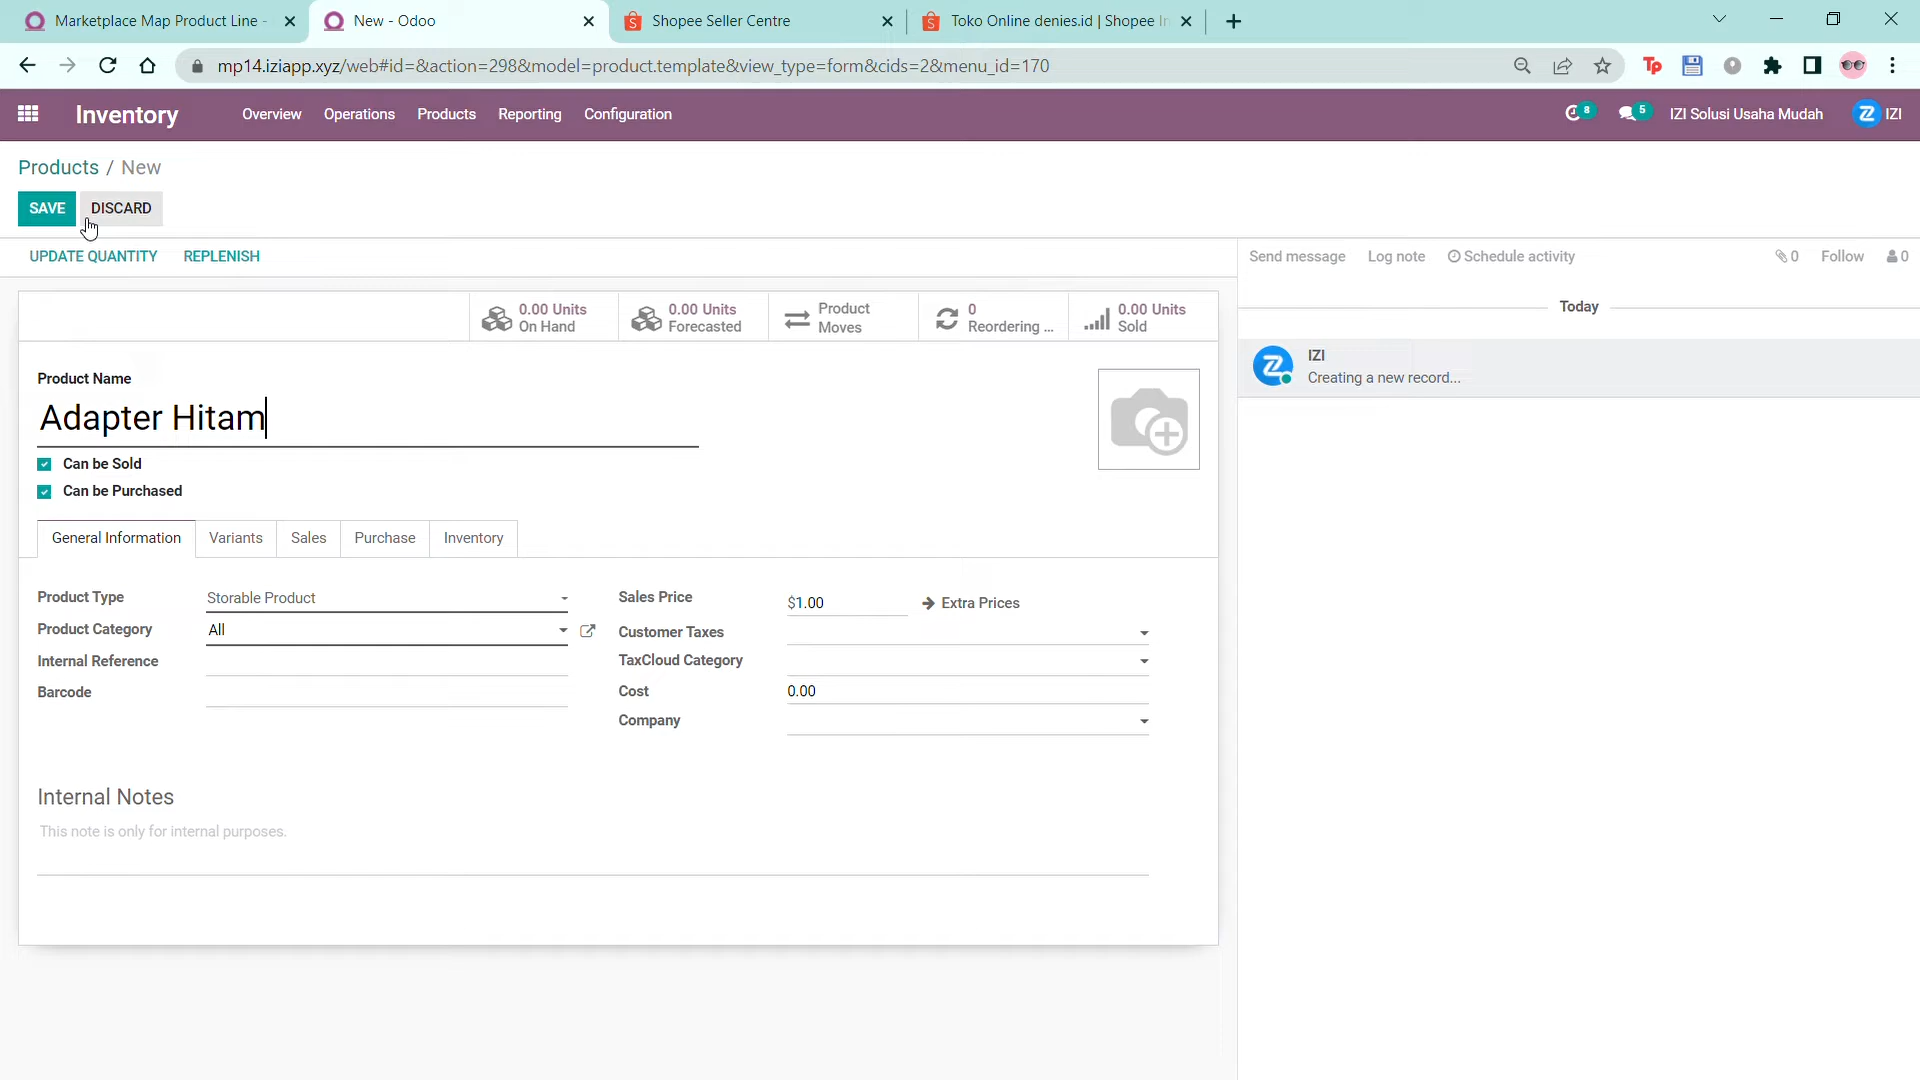 Marketplace Map Product Line -
New - Odoo
Shopee Seller Centre
Toko Online denies.id | Shopee In
mp14.iziapp.xyz/web#id=&action=298&model=product.template&view_type=form&cids=2&menu_id=170
Inventory
Overview
Operations
Products
Reporting
Configuration
8
5
IZI Solusi Usaha Mudah
IZI
Products / New
SAVE
DISCARD
UPDATE QUANTITY
REPLENISH
Send message
Log note
Schedule activity
0
Follow
0
0.00 Units
On Hand
0.00 Units
Forecasted
Product
Moves
0
Reordering ...
0.00 Units
Sold
Today
IZI
Creating a new record...
Product Name
Adapter Hitam
Can be Sold
Can be Purchased
General Information
Variants
Sales
Purchase
Inventory
Product Type
Storable Product
Product Category
All
Internal Reference
Barcode
Sales Price
$1.00
Extra Prices
Customer Taxes
TaxCloud Category
Cost
0.00
Company
Internal Notes
This note is only for internal purposes.